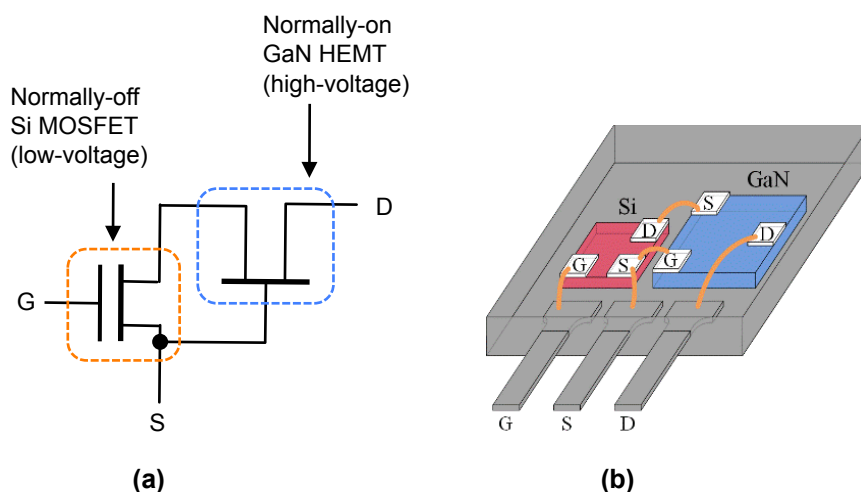 Normally-on
GaN HEMT
(high-voltage)
Normally-off
Si MOSFET
(low-voltage)
D
G
S
(a)
GaN
Si
S
D
D
G
S
G
G
S
D
(b)